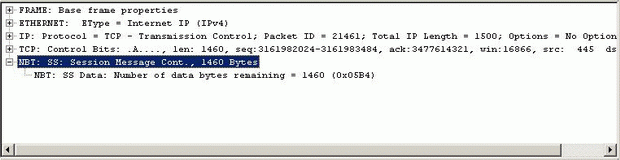 FRAME: Base frame properties
ETHERNET: EType = Internet IP (IPv4)
IP: Protocol = TCP - Transmission Control; Packet ID = 21461; Total IP Length = 1500; Options = No Option
TCP: Control Bits: .A...., len: 1460, seq:3161982024-3161983484, ack:3477614321, win:16866, src: 445 ds
NBT: SS: Session Message Cont., 1460 Bytes
NBT: SS Data: Number of data bytes remaining = 1460 (0x05B4)